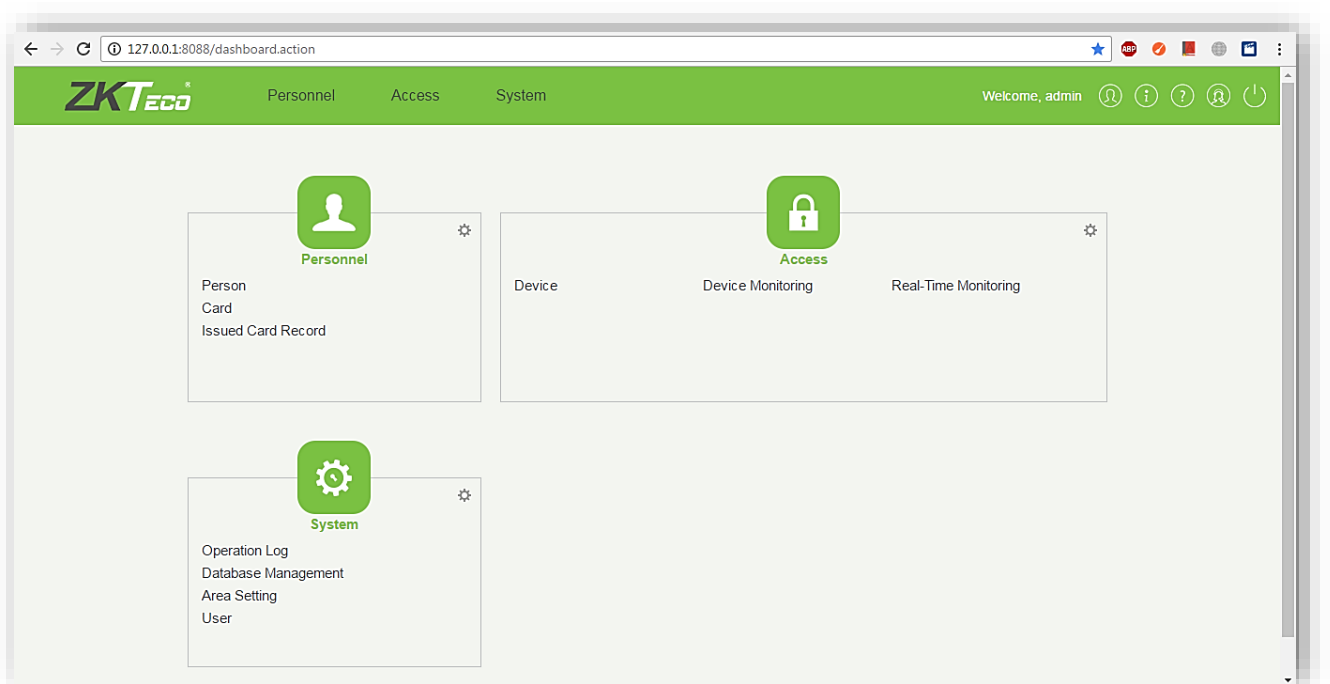 127.0.0.1:8088/dashboard.action
ABP
ZKTECO ® Personnel Access System Welcome, admin
Personnel
Person
Card
Issued Card Record
Access
Device Device Monitoring Real-Time Monitoring
System
Operation Log
Database Management
Area Setting
User